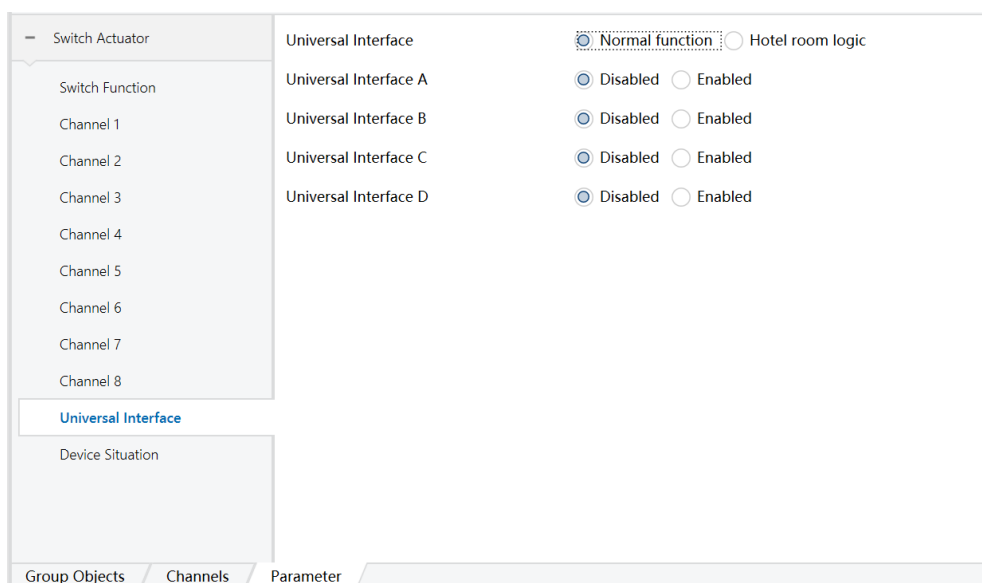 Switch Actuator
Switch Function
Channel 1
Channel 2
Channel 3
Channel 4
Channel 5
Channel 6
Channel 7
Channel 8
Universal Interface
Device Situation
Universal Interface Normal function Hotel room logic
Universal Interface A Disabled Enabled
Universal Interface B Disabled Enabled
Universal Interface C Disabled Enabled
Universal Interface D Disabled Enabled
Group Objects Channels Parameter